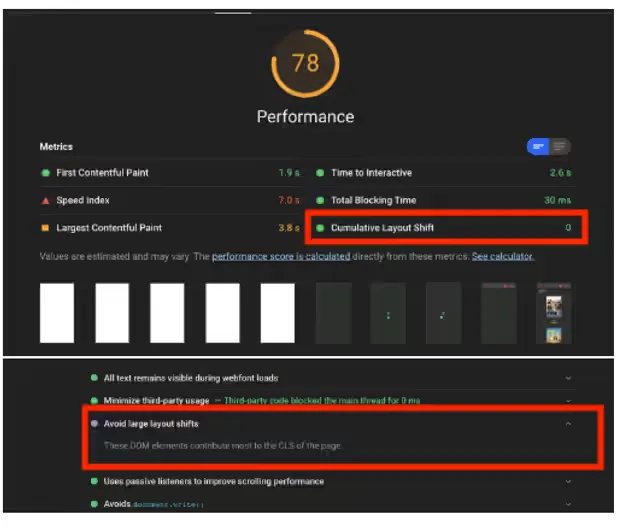 78
Performance
Metrics
First Contentful Paint 1.9 s
Time to Interactive 2.6 s
Speed Index 7.0 s
Total Blocking Time 30 ms
Largest Contentful Paint 3.8 s
Cumulative Layout Shift 0
Values are estimated and may vary. The performance score is calculated directly from these metrics. See calculator.
All text remains visible during webfont loads
Minimize third-party usage — Third-party code blocked the main thread for 0 ms
Avoid large layout shifts
These DOM elements contribute most to the CLS of the page.
Uses passive listeners to improve scrolling performance
Avoids document.write()